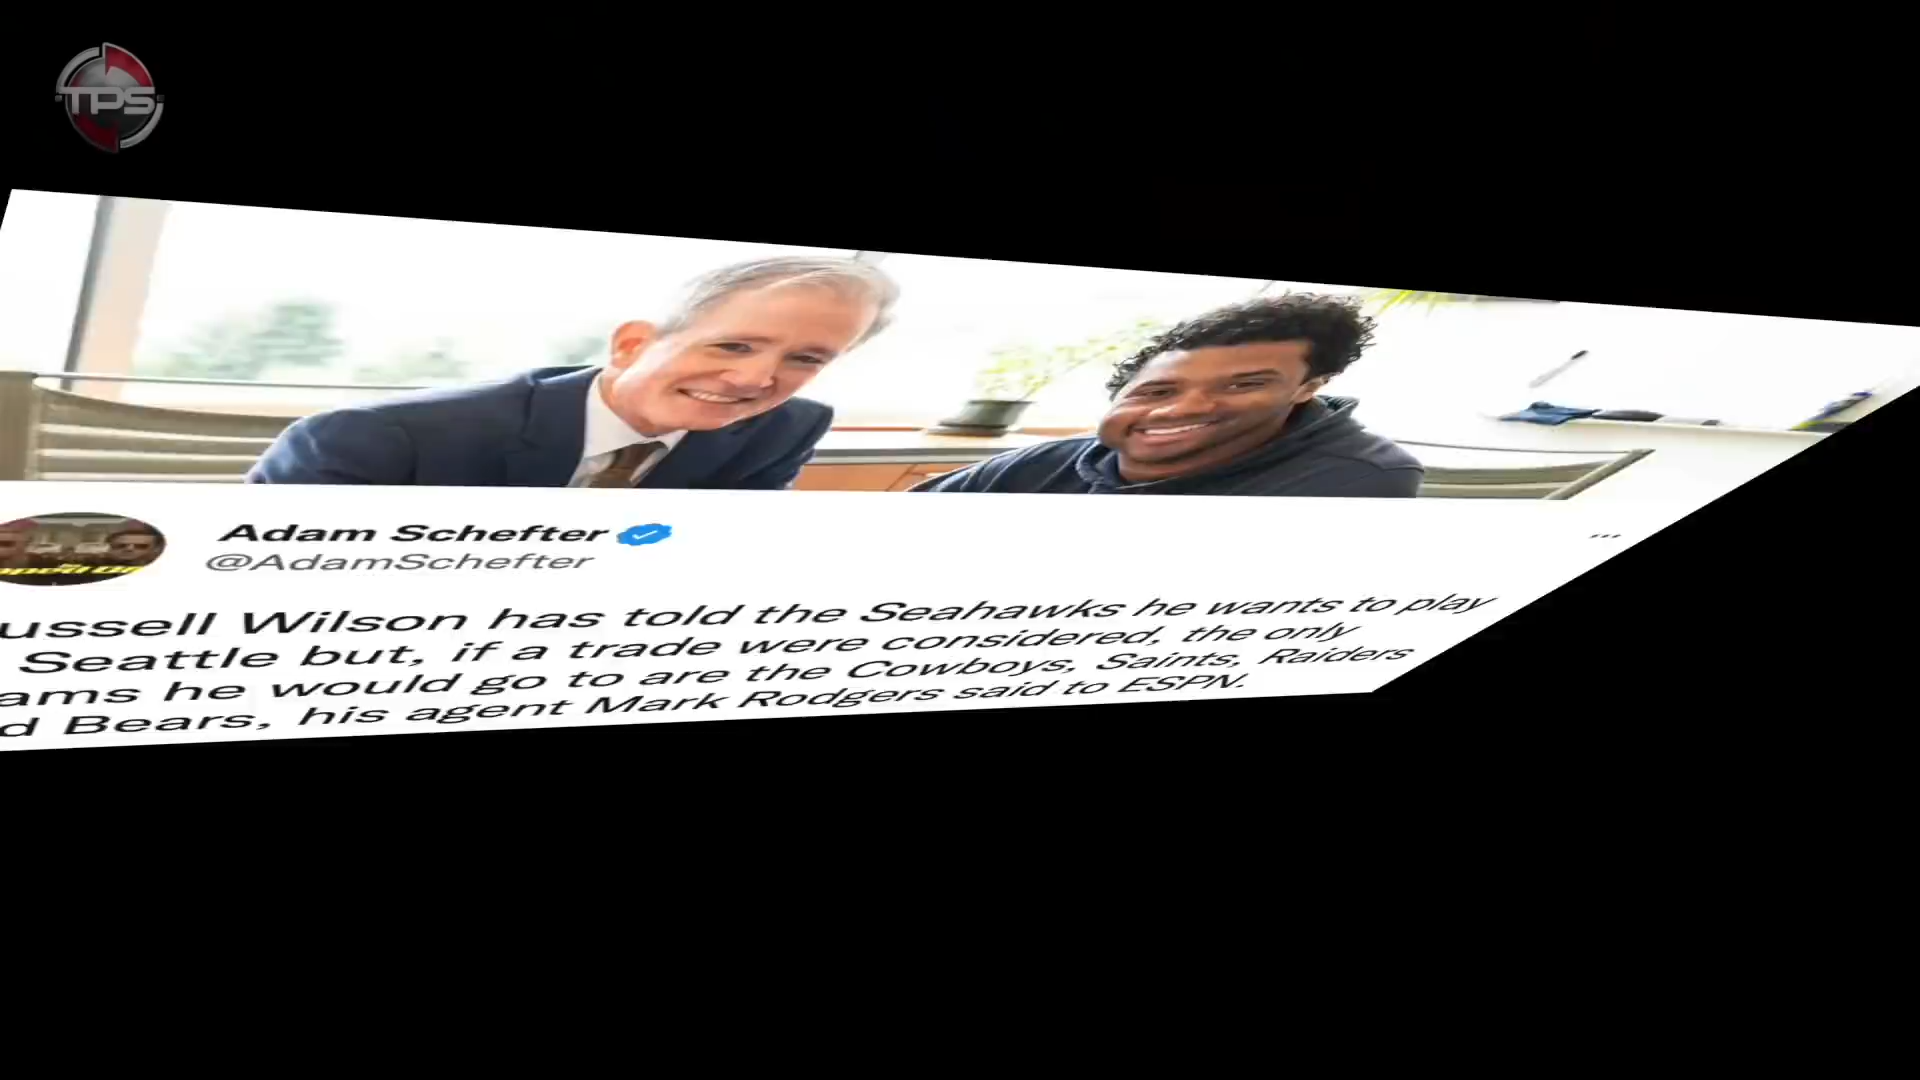 TPS
Adam Schefter
@AdamSchefter
ussell Wilson has told the Seahawks he wants to play
Seattle but, if a trade were considered, the only
ams he would go to are the Cowboys, Saints, Raiders
d Bears, his agent Mark Rodgers said to ESPN.